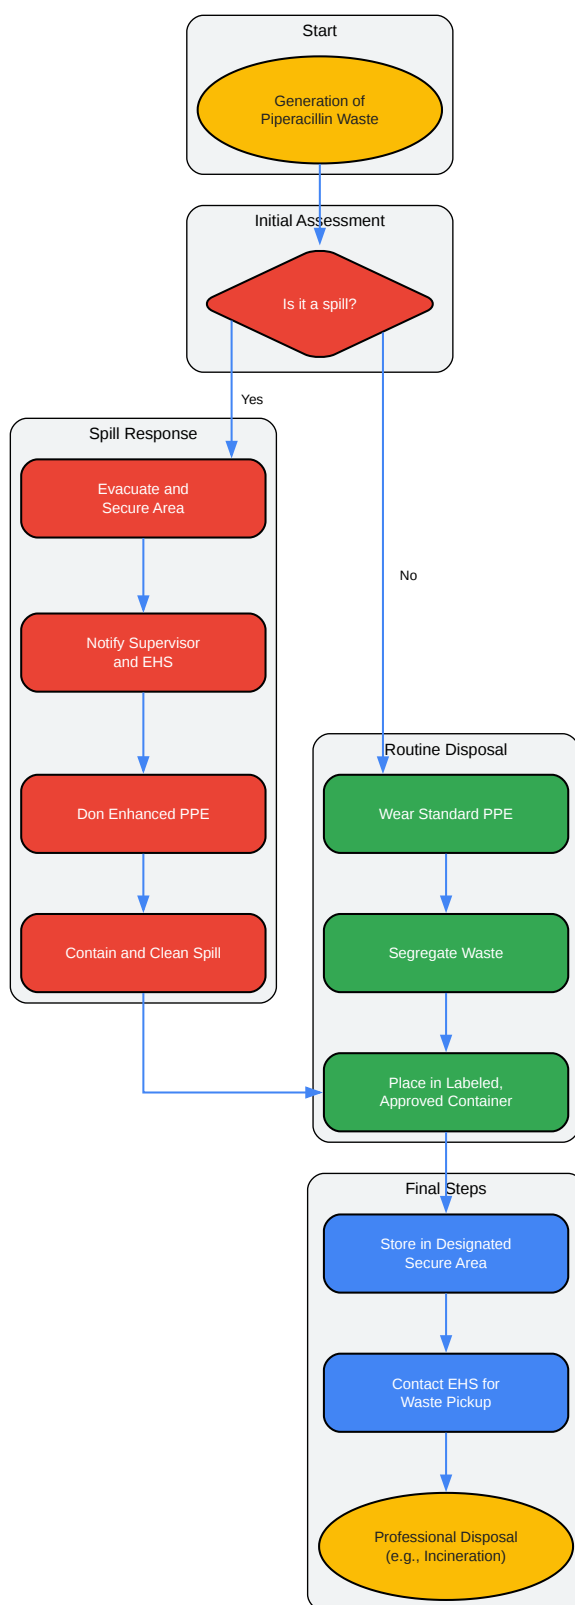 Start
Generation of
Piperacillin Waste
Initial Assessment
Is it a spill?
Yes
No
Spill Response
Evacuate and
Secure Area
Notify Supervisor
and EHS
Don Enhanced PPE
Contain and Clean Spill
Routine Disposal
Wear Standard PPE
Segregate Waste
Place in Labeled,
Approved Container
Final Steps
Store in Designated
Secure Area
Contact EHS for
Waste Pickup
Professional Disposal
(e.g., Incineration)